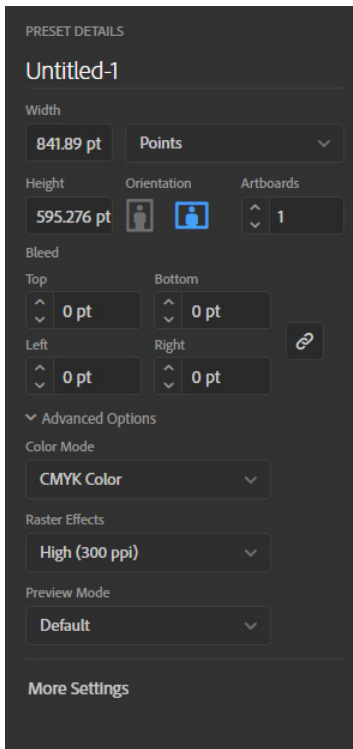 PRESET DETAILS
Untitled-1
Width
841.89 pt Points
Height Orientation Artboards
595.276 pt 1
Bleed
Top Bottom
0 pt 0 pt
Left Right
0 pt 0 pt
Advanced Options
Color Mode
CMYK Color
Raster Effects
High (300 ppi)
Preview Mode
Default
More Settings